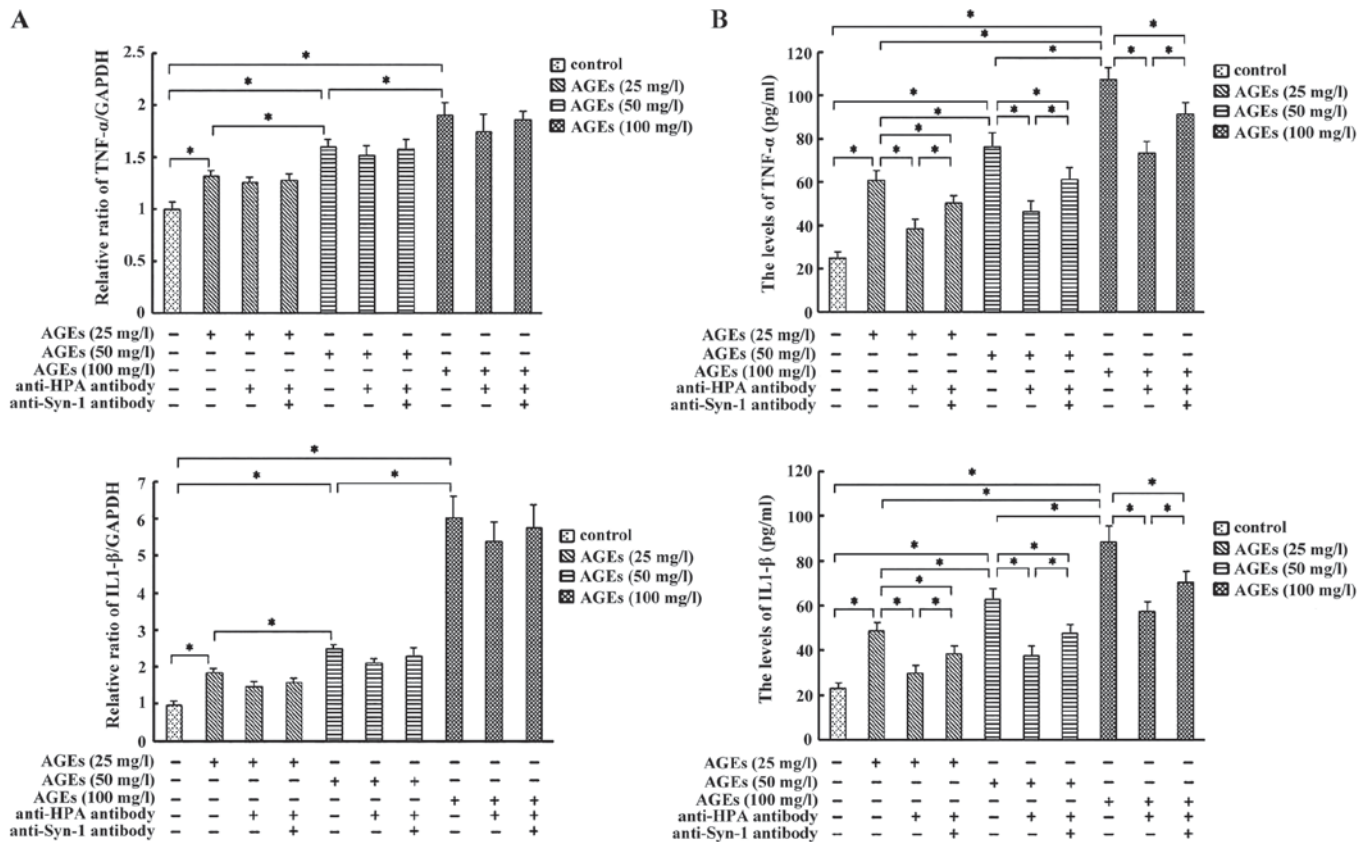 A
Relative ratio of TNF-α/GAPDH
2.5
2
1.5
1
0.5
0
* * * * * *
control
AGEs (25 mg/l)
AGEs (50 mg/l)
AGEs (100 mg/l)
AGEs (25 mg/l) – + + + – – – – – –
AGEs (50 mg/l) – – – – + + + – – –
AGEs (100 mg/l) – – – – – – – + + +
anti-HPA antibody – – + + – + + – + +
anti-Syn-1 antibody – – – + – – + – – +
B
The levels of TNF-α (pg/ml)
120
100
80
60
40
20
0
* * * * * * * * * * * * * * *
control
AGEs (25 mg/l)
AGEs (50 mg/l)
AGEs (100 mg/l)
AGEs (25 mg/l) – + + + – – – – – –
AGEs (50 mg/l) – – – – + + + – – –
AGEs (100 mg/l) – – – – – – – + + +
anti-HPA antibody – – + + – + + – + +
anti-Syn-1 antibody – – – + – – + – – +
Relative ratio of IL1-β/GAPDH
7
6
5
4
3
2
1
0
* * * * * *
control
AGEs (25 mg/l)
AGEs (50 mg/l)
AGEs (100 mg/l)
AGEs (25 mg/l) – + + + – – – – – –
AGEs (50 mg/l) – – – – + + + – – –
AGEs (100 mg/l) – – – – – – – + + +
anti-HPA antibody – – + + – + + – + +
anti-Syn-1 antibody – – – + – – + – – +
The levels of IL1-β (pg/ml)
120
100
80
60
40
20
0
* * * * * * * * * * * * * * *
control
AGEs (25 mg/l)
AGEs (50 mg/l)
AGEs (100 mg/l)
AGEs (25 mg/l) – + + + – – – – – –
AGEs (50 mg/l) – – – – + + + – – –
AGEs (100 mg/l) – – – – – – – + + +
anti-HPA antibody – – + + – + + – + +
anti-Syn-1 antibody – – – + – – + – – +